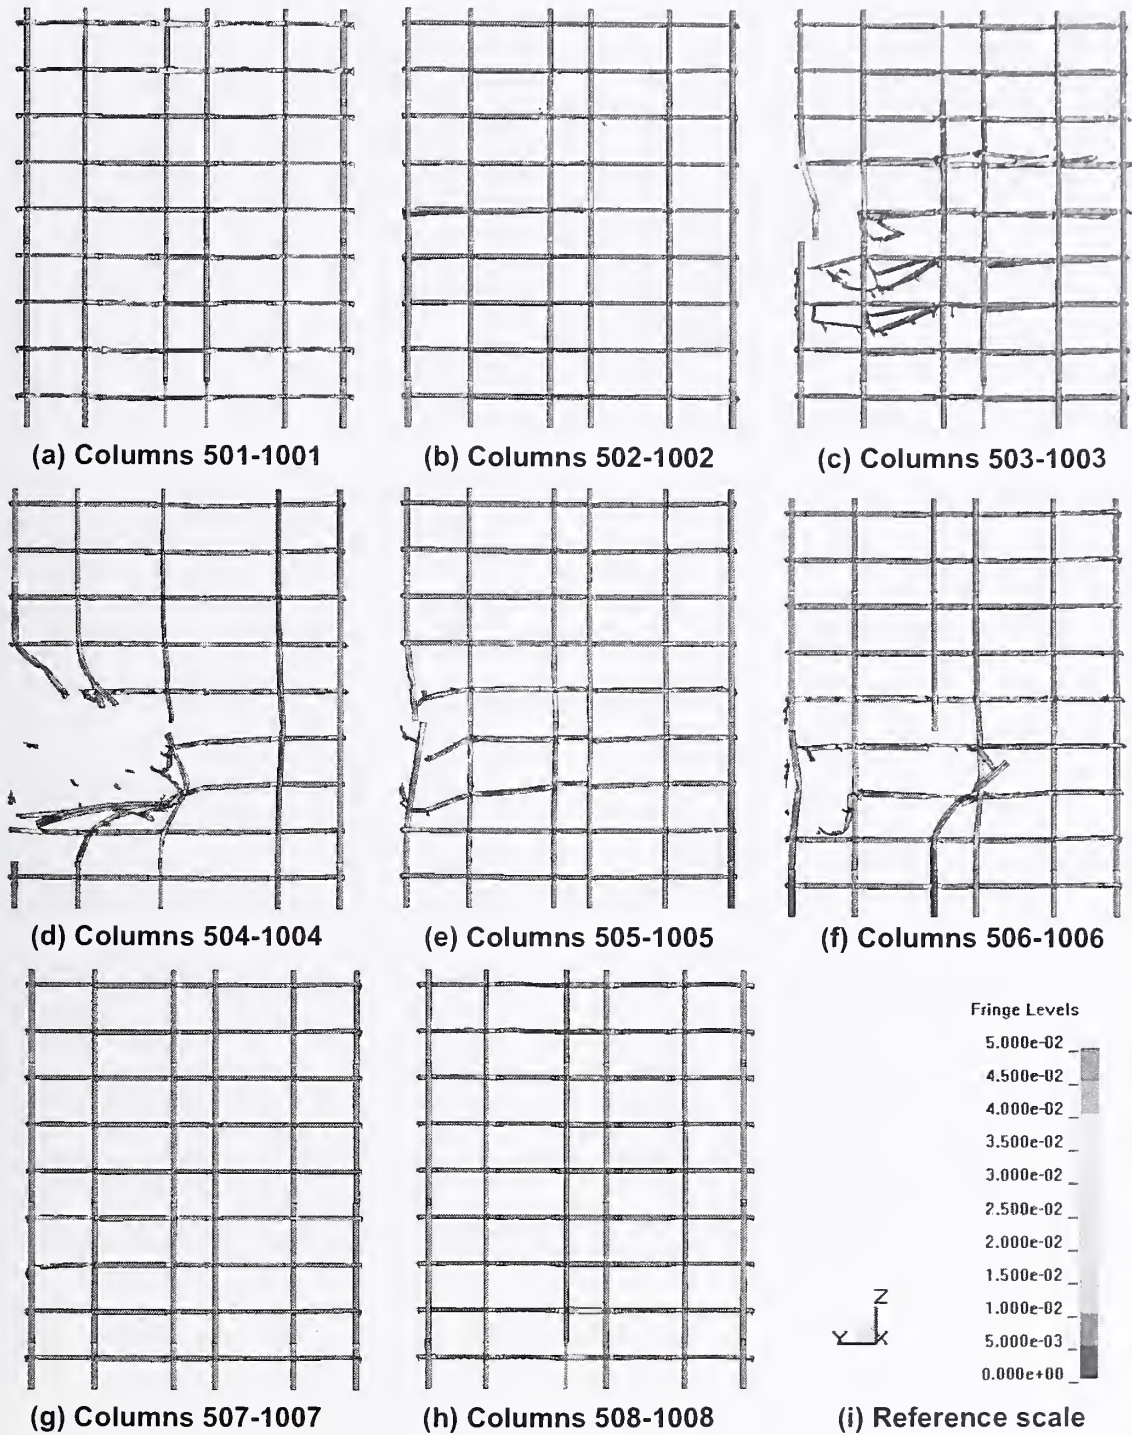 (a) Columns 501-1001
(b) Columns 502-1002
(c) Columns 503-1003
(d) Columns 504-1004
(e) Columns 505-1005
(f) Columns 506-1006
(g) Columns 507-1007
(h) Columns 508-1008
Fringe Levels
5.000e-02
4.500e-02
4.000e-02
3.500e-02
3.000e-02
2.500e-02
2.000e-02
1.500e-02
1.000e-02
5.000e-03
0.000e+00
Z
Y X
(i) Reference scale